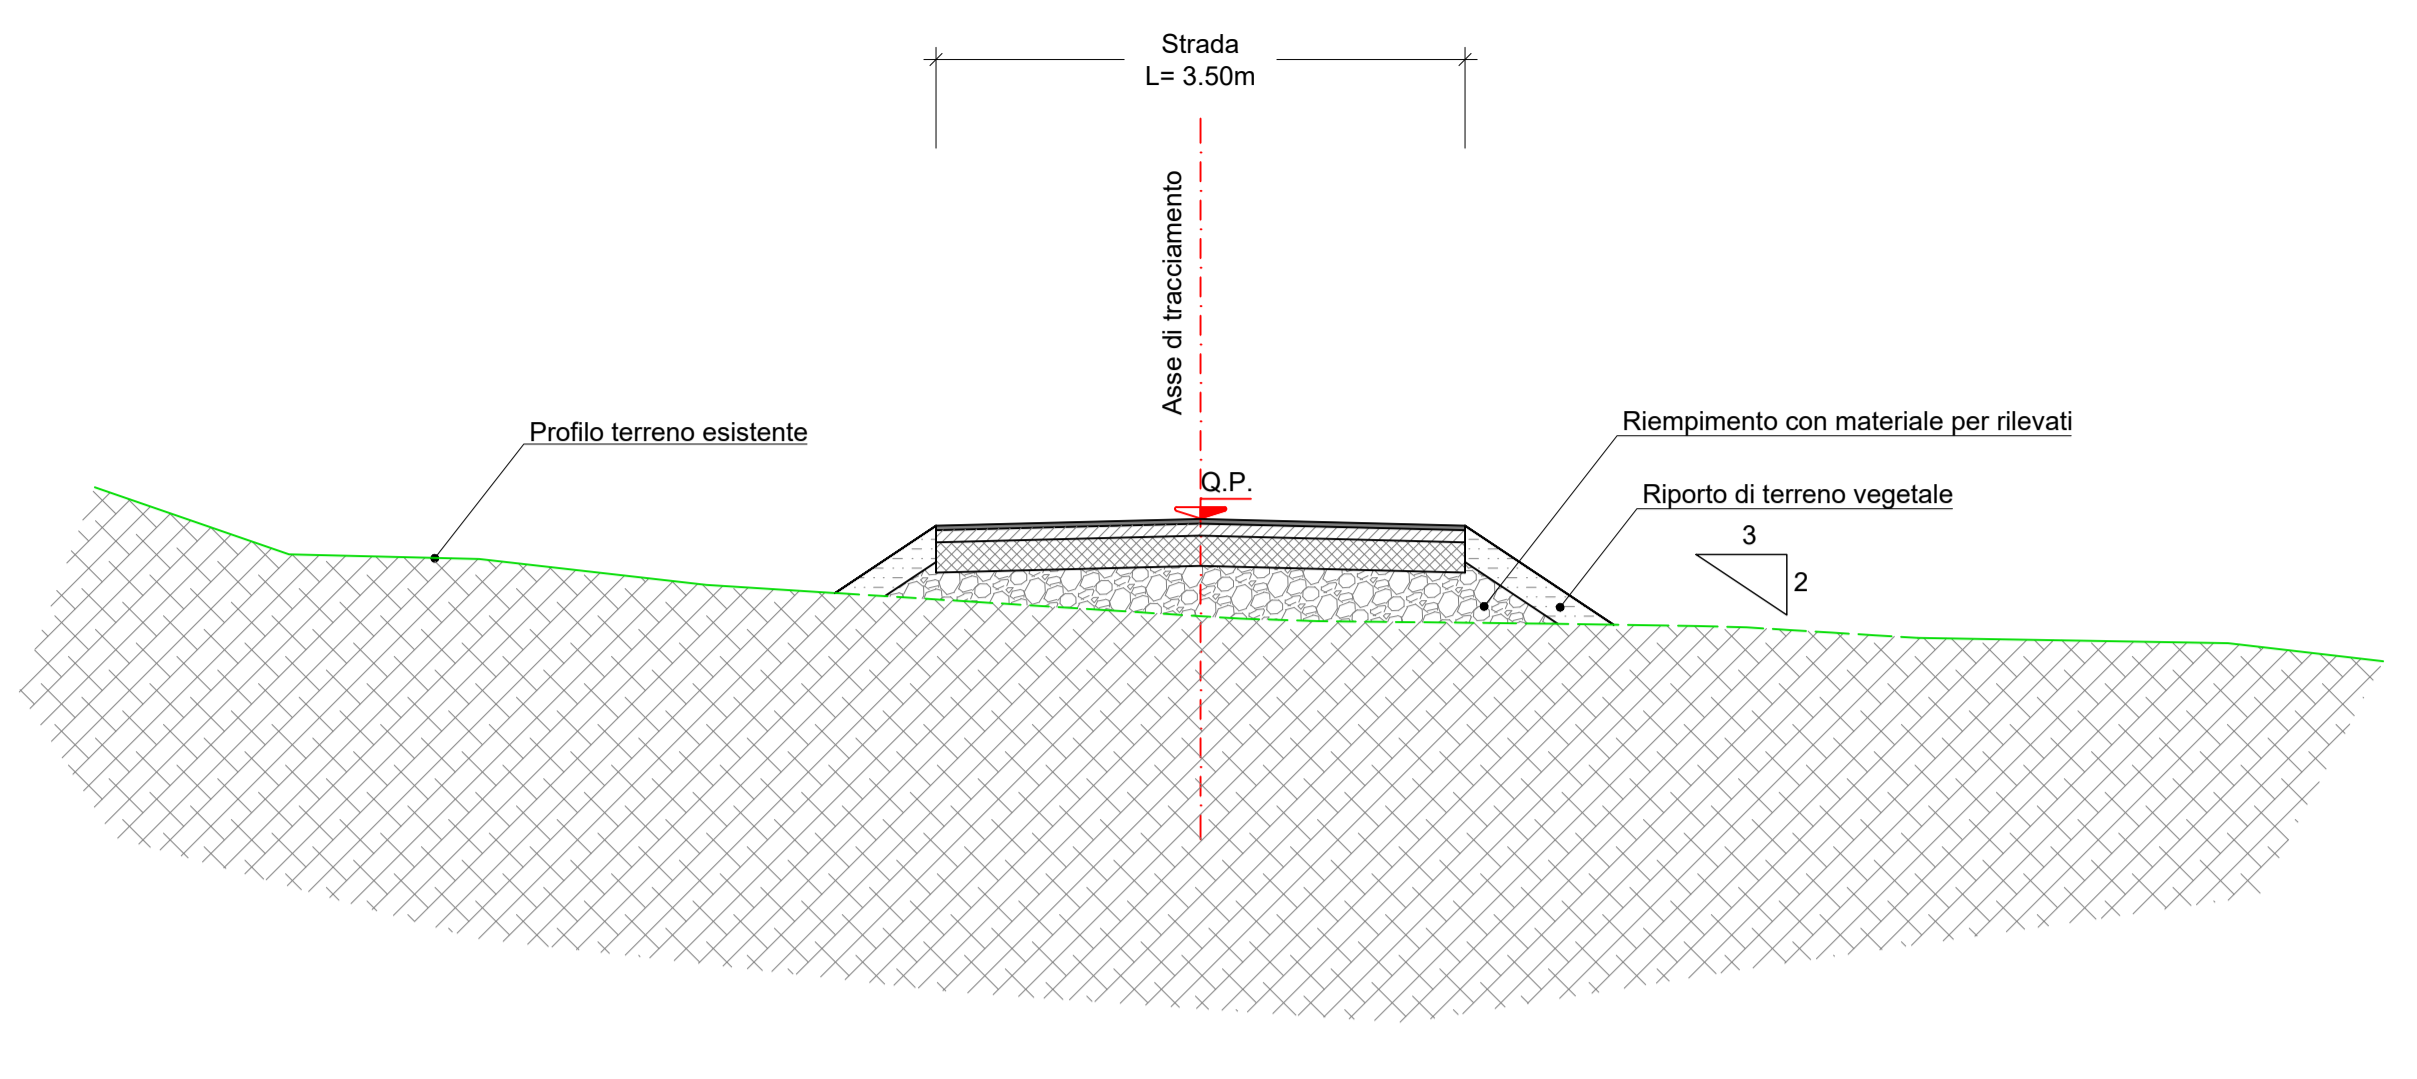 Strada
L= 3.50m
Asse di tracciamento
Profilo terreno esistente
Riempimento con materiale per rilevati
Q.P.
Riporto di terreno vegetale
3
2